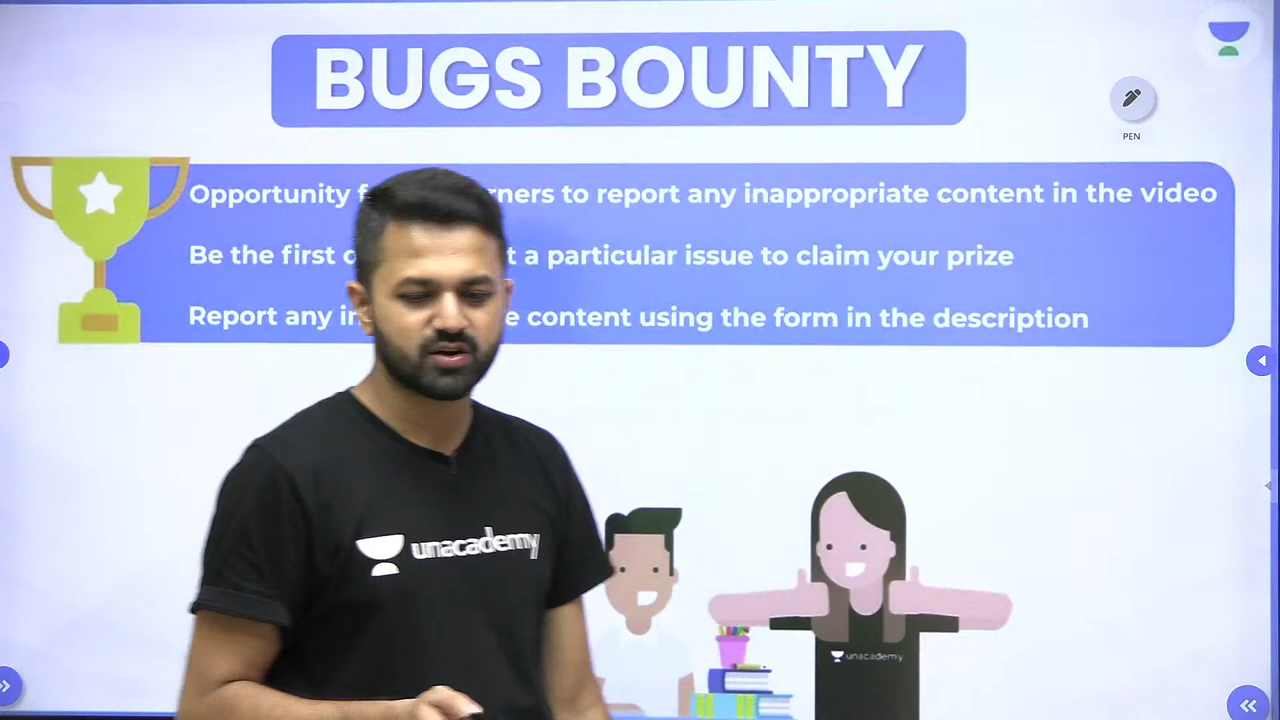 BUGS BOUNTY
PEN
Opportunity to report any inappropriate content in the video
Be the first a particular issue to claim your prize
Report any content using the form in the description
unacademy
unacademy